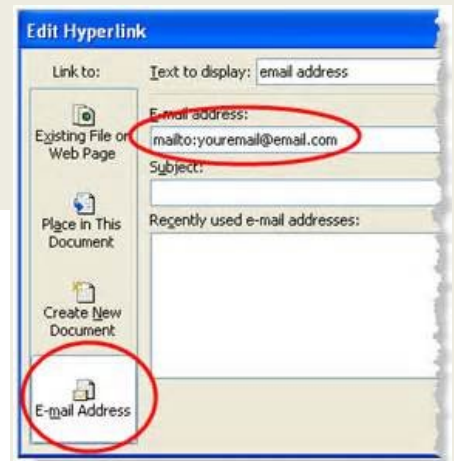 Edit Hyperlink
Link to:
Text to display: email address
Existing File or
Web Page
Place in This
Document
Create New
Document
E-mail Address
E-mail address:
mailto:youremail@email.com
Subject:
Recently used e-mail addresses: